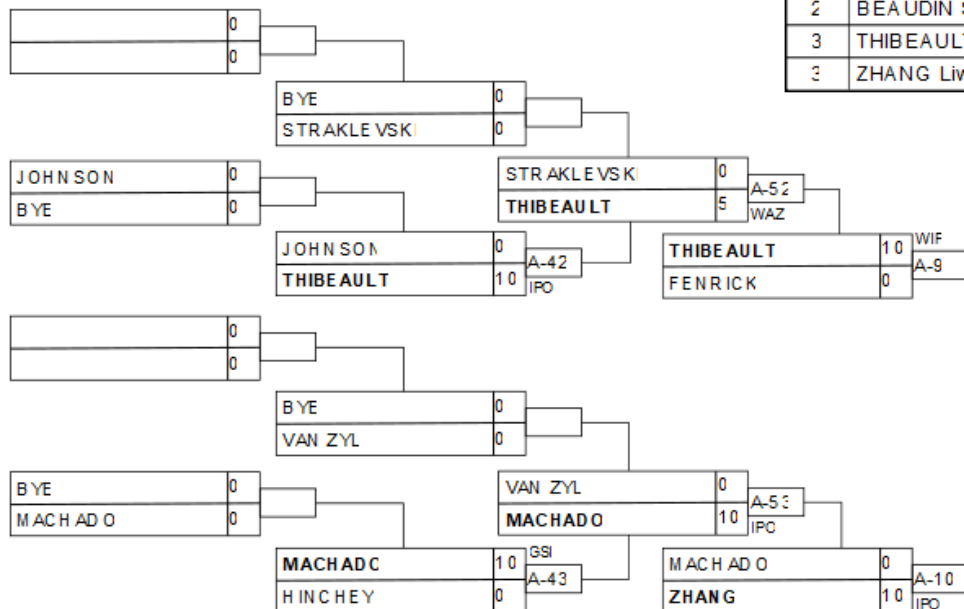 0
0
2 BEAUDIN
3 THIBEAULT
3 ZHANG Liw
BYE 0
STRAKLEVSK 0
JOHNSON 0
BYE 0
STRAKLEVSK 0
THIBEAULT 5
A-52
WAZ
JOHNSON 0
THIBEAULT 10
A-42
IPO
THIBEAULT 10
FENRICK 0
WIF
A-9
0
0
BYE 0
VAN ZYL 0
BYE 0
MACHADO 0
VAN ZYL 0
MACHADO 10
A-53
IPO
MACHADO 10
HINCHEY 0
GSI
A-43
MACHADO 0
ZHANG 10
A-10
IPO